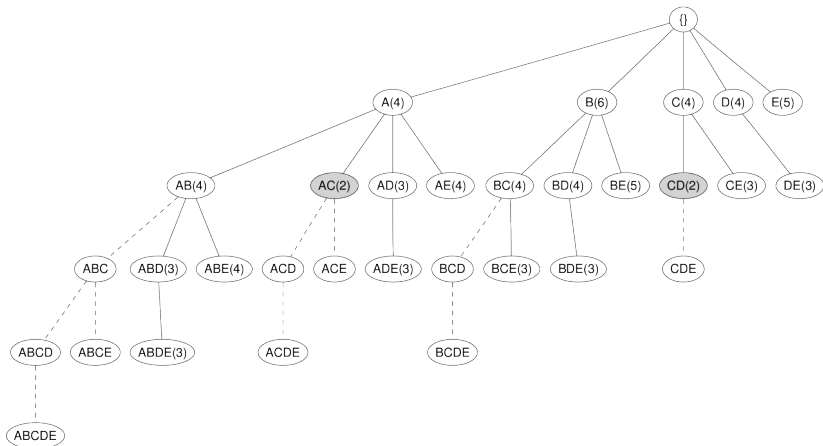 {}
A(4) B(6) C(4) D(4) E(5)
AB(4) AC(2) AD(3) AE(4) BC(4) BD(4) BE(5) CD(2) CE(3) DE(3)
ABC ABD(3) ABE(4) ACD ACE ADE(3) BCD BCE(3) BDE(3) CDE
ABCD ABCE ABDE(3) ACDE BCDE
ABCDE